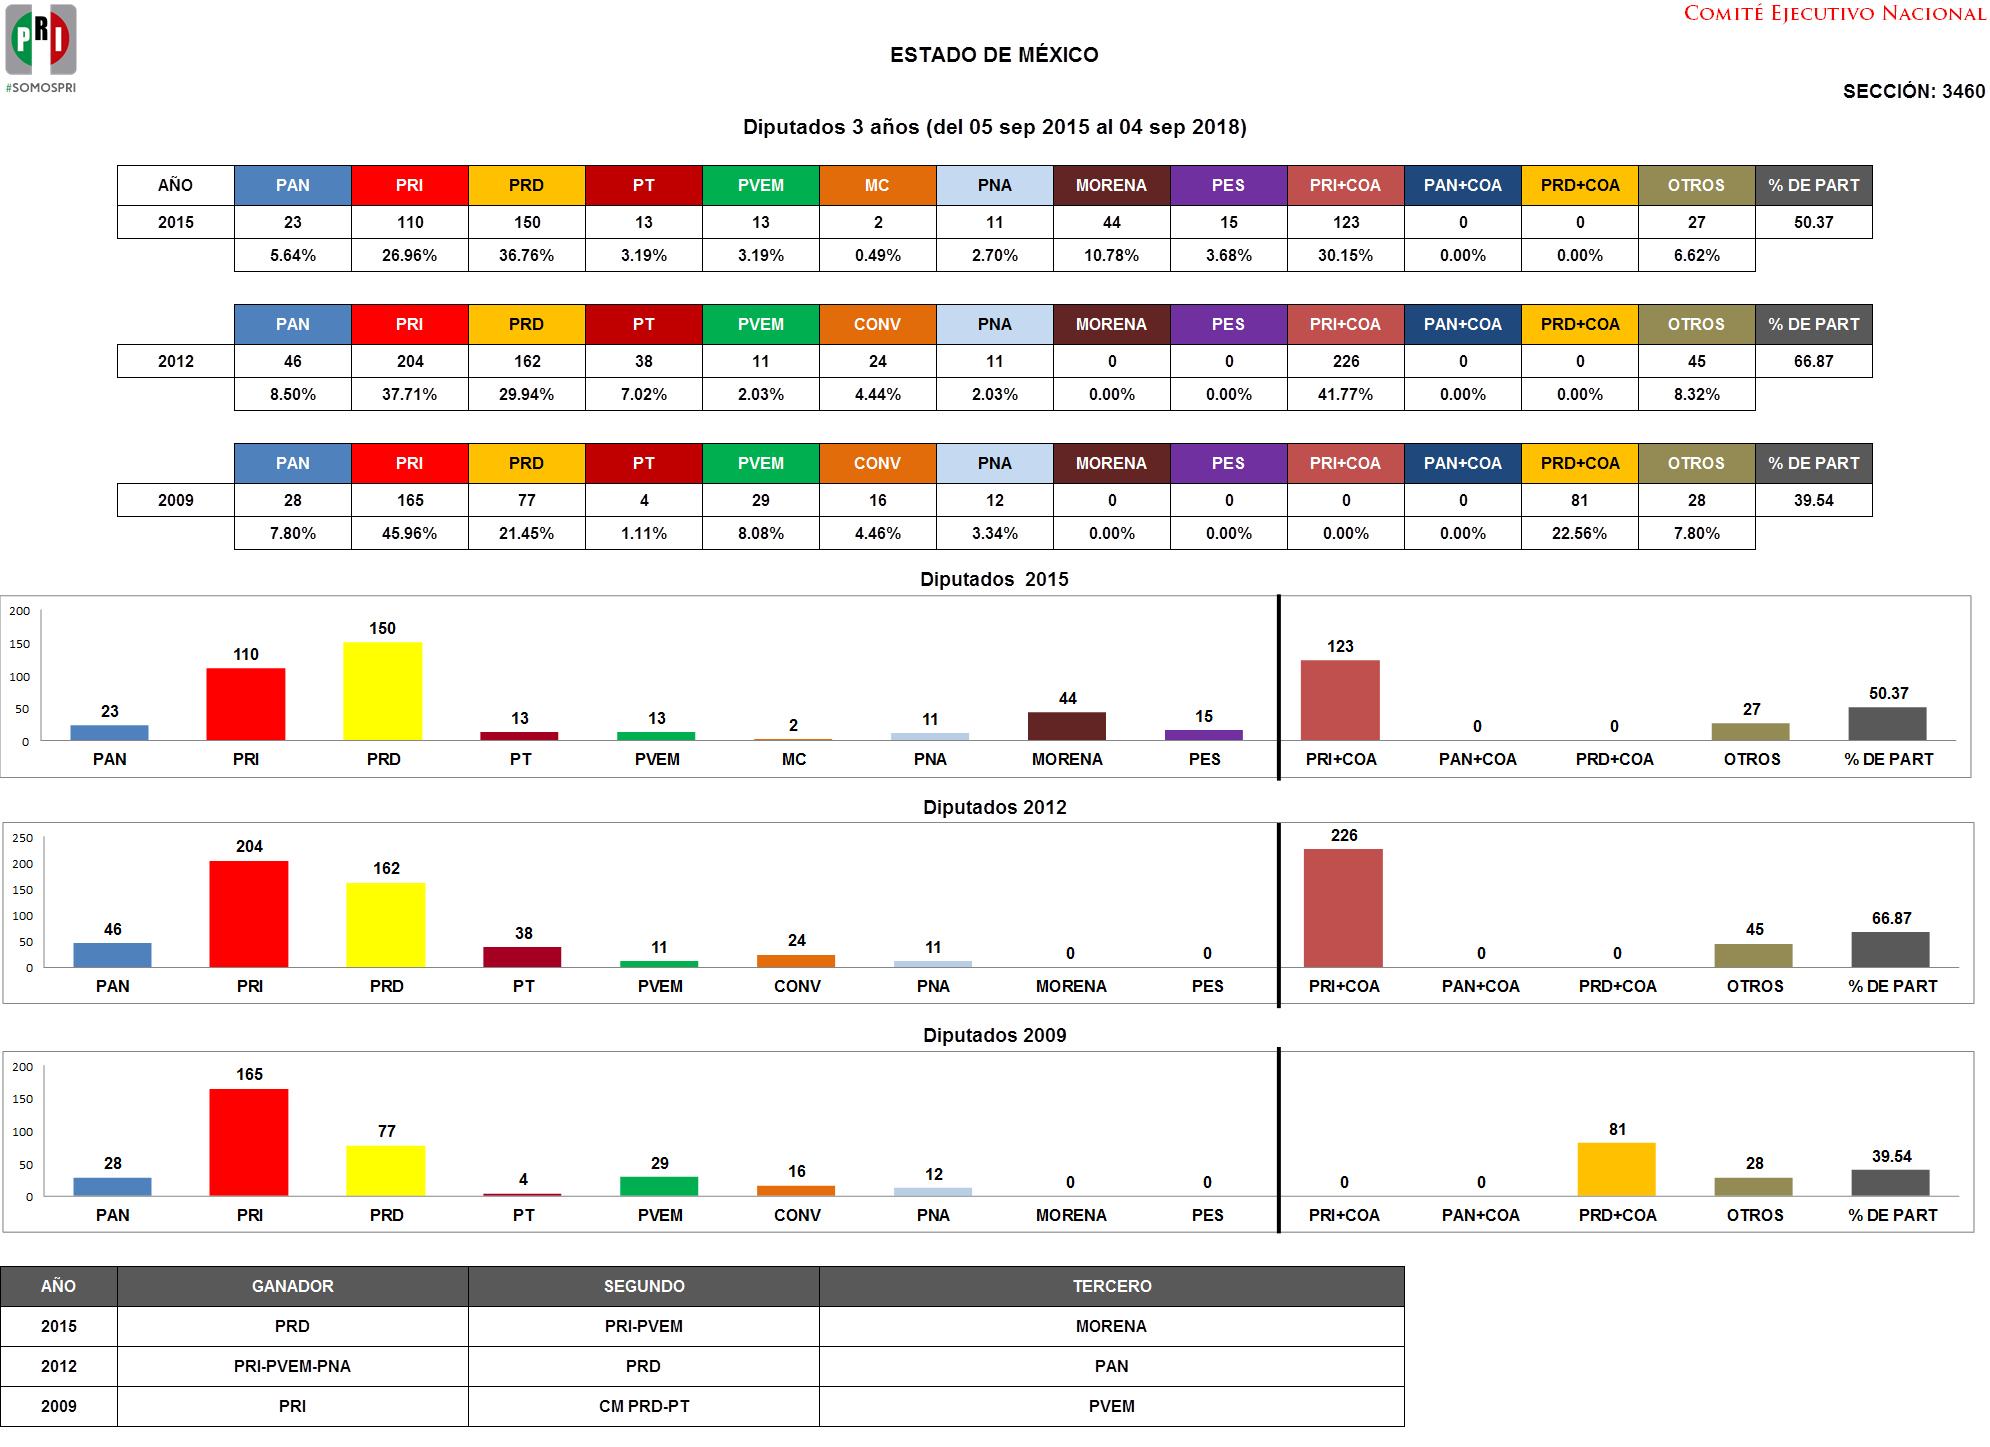 PRI
#SOMOSPRI
COMITÉ EJECUTIVO NACIONAL
ESTADO DE MÉXICO
SECCIÓN: 3460
Diputados 3 años (del 05 sep 2015 al 04 sep 2018)
AÑO PAN PRI PRD PT PVEM MC PNA MORENA PES PRI+COA PAN+COA PRD+COA OTROS % DE PART
2015 23 110 150 13 13 2 11 44 15 123 0 0 27 50.37
5.64% 26.96% 36.76% 3.19% 3.19% 0.49% 2.70% 10.78% 3.68% 30.15% 0.00% 0.00% 6.62%
PAN PRI PRD PT PVEM CONV PNA MORENA PES PRI+COA PAN+COA PRD+COA OTROS % DE PART
2012 46 204 162 38 11 24 11 0 0 226 0 0 45 66.87
8.50% 37.71% 29.94% 7.02% 2.03% 4.44% 2.03% 0.00% 0.00% 41.77% 0.00% 0.00% 8.32%
PAN PRI PRD PT PVEM CONV PNA MORENA PES PRI+COA PAN+COA PRD+COA OTROS % DE PART
2009 28 165 77 4 29 16 12 0 0 0 0 81 28 39.54
7.80% 45.96% 21.45% 1.11% 8.08% 4.46% 3.34% 0.00% 0.00% 0.00% 0.00% 22.56% 7.80%
Diputados 2015
200
150
100
50
0
23 110 150 13 13 2 11 44 15 123 0 0 27 50.37
PAN PRI PRD PT PVEM MC PNA MORENA PES PRI+COA PAN+COA PRD+COA OTROS % DE PART
Diputados 2012
250
200
150
100
50
0
46 204 162 38 11 24 11 0 0 226 0 0 45 66.87
PAN PRI PRD PT PVEM CONV PNA MORENA PES PRI+COA PAN+COA PRD+COA OTROS % DE PART
Diputados 2009
200
150
100
50
0
28 165 77 4 29 16 12 0 0 0 0 81 28 39.54
PAN PRI PRD PT PVEM CONV PNA MORENA PES PRI+COA PAN+COA PRD+COA OTROS % DE PART
AÑO GANADOR SEGUNDO TERCERO
2015 PRD PRI-PVEM MORENA
2012 PRI-PVEM-PNA PRD PAN
2009 PRI CM PRD-PT PVEM